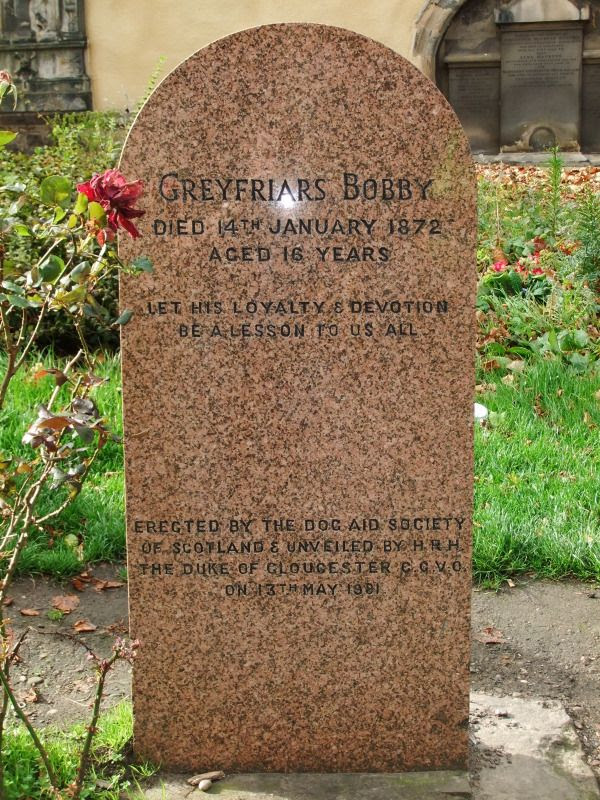 GREYFRIARS BOBBY
DIED 14TH JANUARY 1872
AGED 16 YEARS
LET HIS LOYALTY & DEVOTION
BE A LESSON TO US ALL
ERECTED BY THE DOG AID SOCIETY
OF SCOTLAND & UNVEILED BY H.R.H.
THE DUKE OF GLOUCESTER G.C.V.O.
ON 13TH MAY 1981